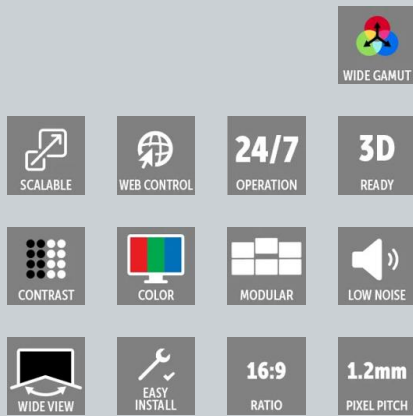 WIDE GAMUT
SCALABLE
WEB CONTROL
24/7
OPERATION
3D
READY
CONTRAST
COLOR
MODULAR
LOW NOISE
WIDE VIEW
EASY
INSTALL
16:9
RATIO
1.2mm
PIXEL PITCH